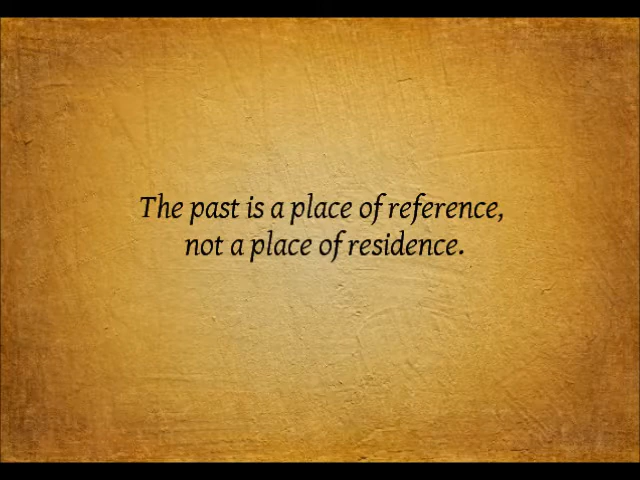 The past is a place of reference,
not a place of residence.